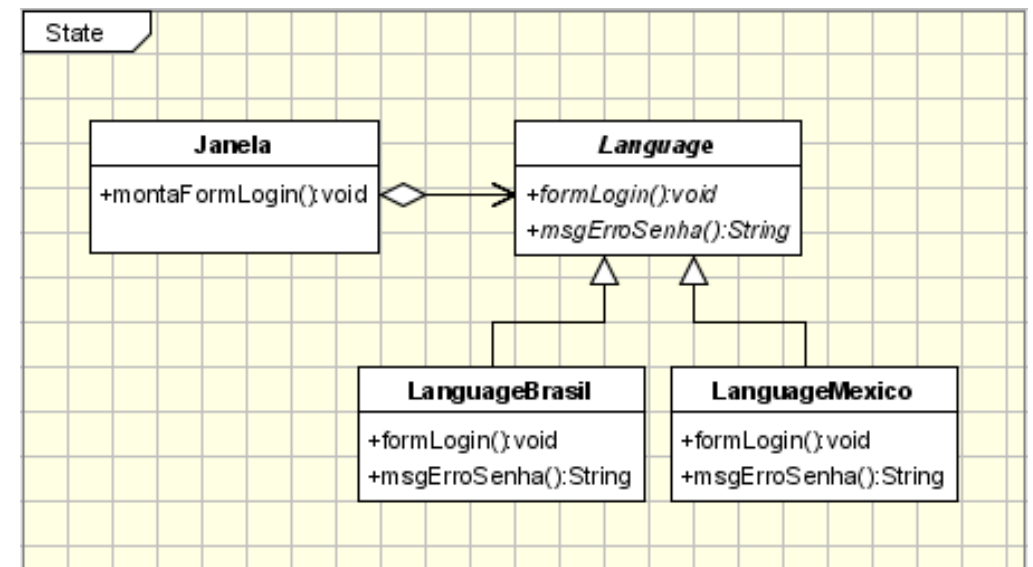 State
Janela
+montaFormLogin():void
Language
+formLogin():void
+msgErroSenha():String
LanguageBrasil
+formLogin():void
+msgErroSenha():String
LanguageMexico
+formLogin():void
+msgErroSenha():String